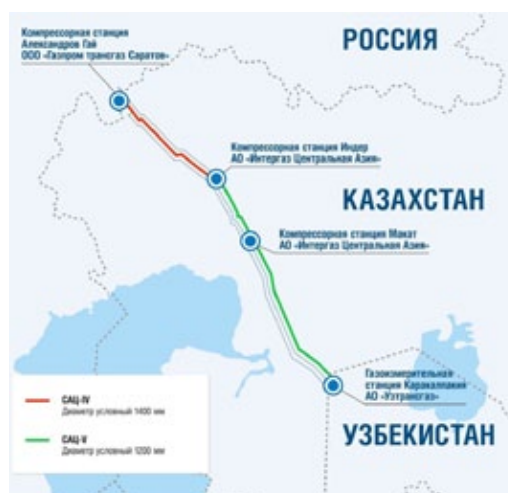 Компрессорная станция
Александров Гай
ООО «Газпром трансгаз Саратов»
РОССИЯ
Компрессорная станция Индер
АО «Интергаз Центральная Азия»
КАЗАХСТАН
Компрессорная станция Макат
АО «Интергаз Центральная Азия»
Газоизмерительная
станция Каракалпакия
АО «Узтрансгаз»
УЗБЕКИСТАН
САЦ-IV
Диаметр условный 1400 мм
САЦ-V
Диаметр условный 1200 мм